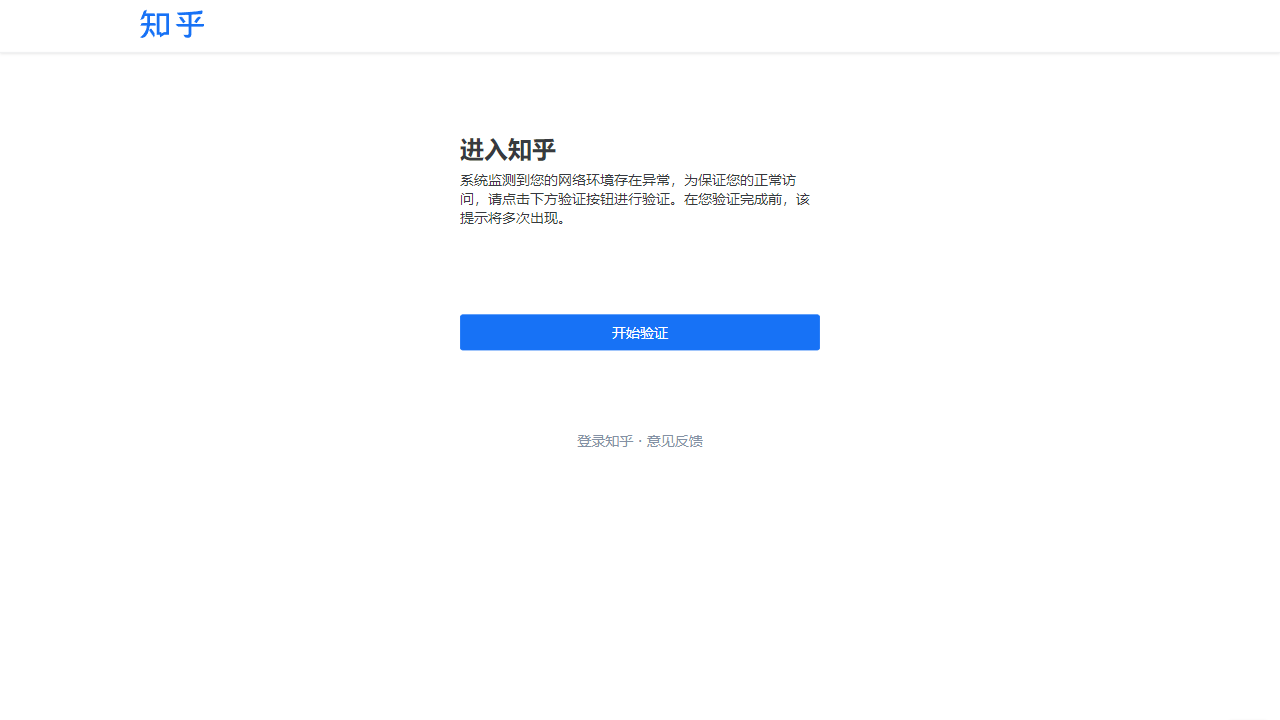 知乎
进入知乎
系统监测到您的网络环境存在异常，为保证您的正常访
问，请点击下方验证按钮进行验证。在您验证完成前，该
提示将多次出现。
开始验证
登录知乎 · 意见反馈